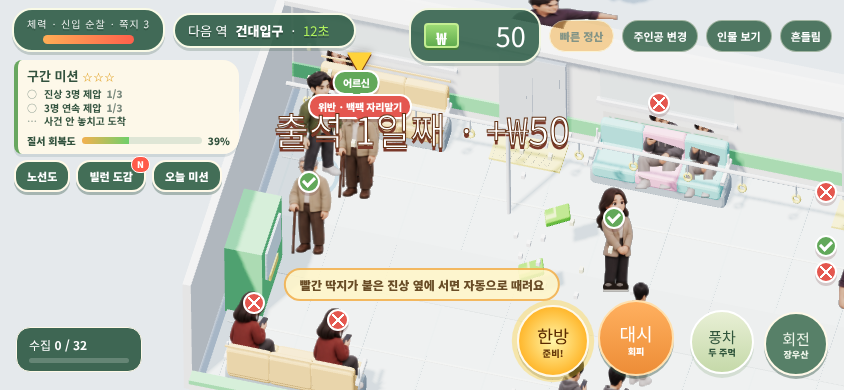 체력 · 신입 순찰 · 쪽지 3
다음 역 건대입구 · 12초
₩ 50
빠른 정산
주인공 변경
인물 보기
흔들림
구간 미션 ☆☆☆
진상 3명 제압 1/3
3명 연속 제압 1/3
사건 안 놓치고 도착
질서 회복도 39%
노선도
빌런 도감
N
오늘 미션
어르신
위반 · 백팩 자리맡기
출석 1일째 · +₩50
빨간 딱지가 붙은 진상 옆에 서면 자동으로 때려요
수집 0 / 32
한방
준비!
대시
회피
풍차
두 주먹
회전
장우산